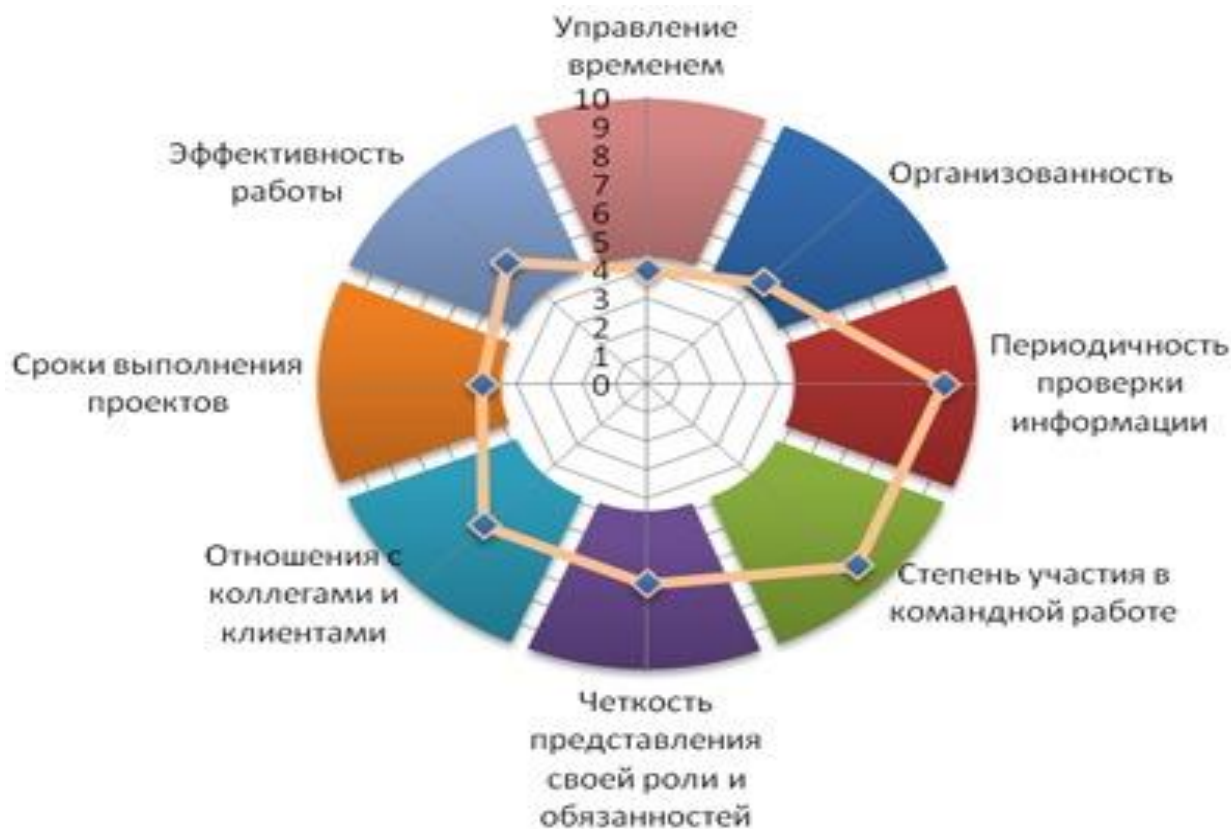 Управление
временем
10
9
8
7
6
5
4
3
2
1
0
Организованность
Периодичность
проверки
информации
Степень участия в
командной работе
Четкость
представления
своей роли и
обязанностей
Отношения с
коллегами и
клиентами
Сроки выполнения
проектов
Эффективность
работы